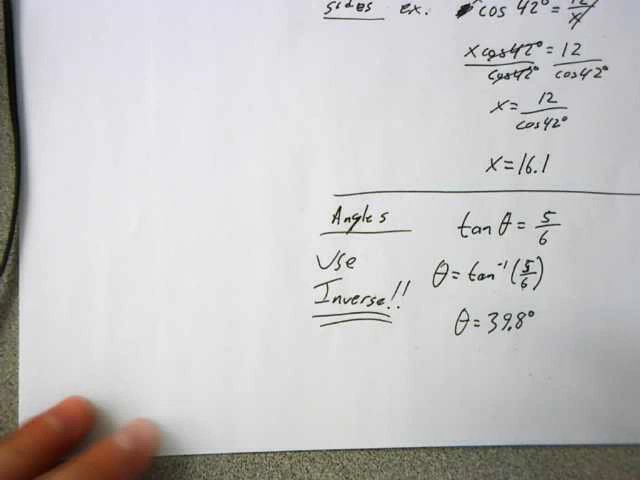 sides ex. cos 42° = 12/x
x cos 42° / cos 42° = 12 / cos 42°
x = 12 / cos 42°
x = 16.1
Angles tan θ = 5/6
Use θ = tan⁻¹ (5/6)
Inverse!! θ = 39.8°